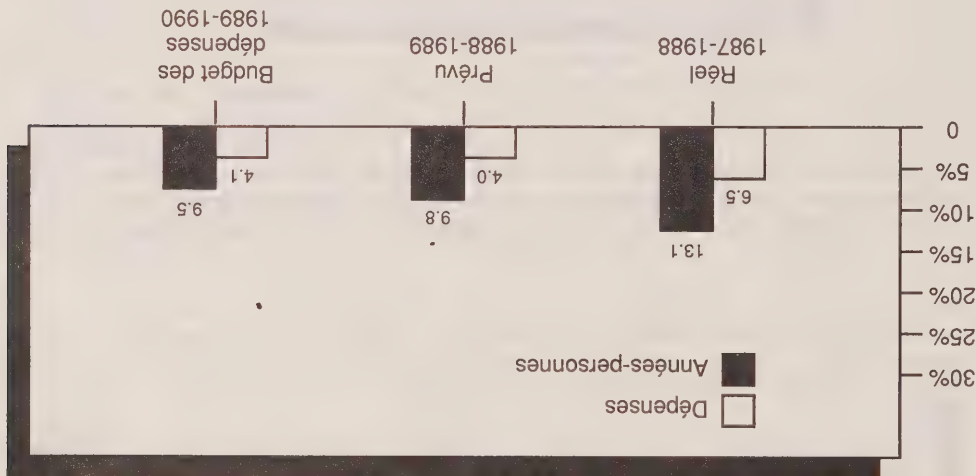 Dépenses
Années-personnes
30%
25%
20%
15%
10%
5%
0
6.5
13.1
4.0
9.8
4.1
9.5
Réel
1987-1988
Prévu
1988-1989
Budget des
dépenses
1989-1990